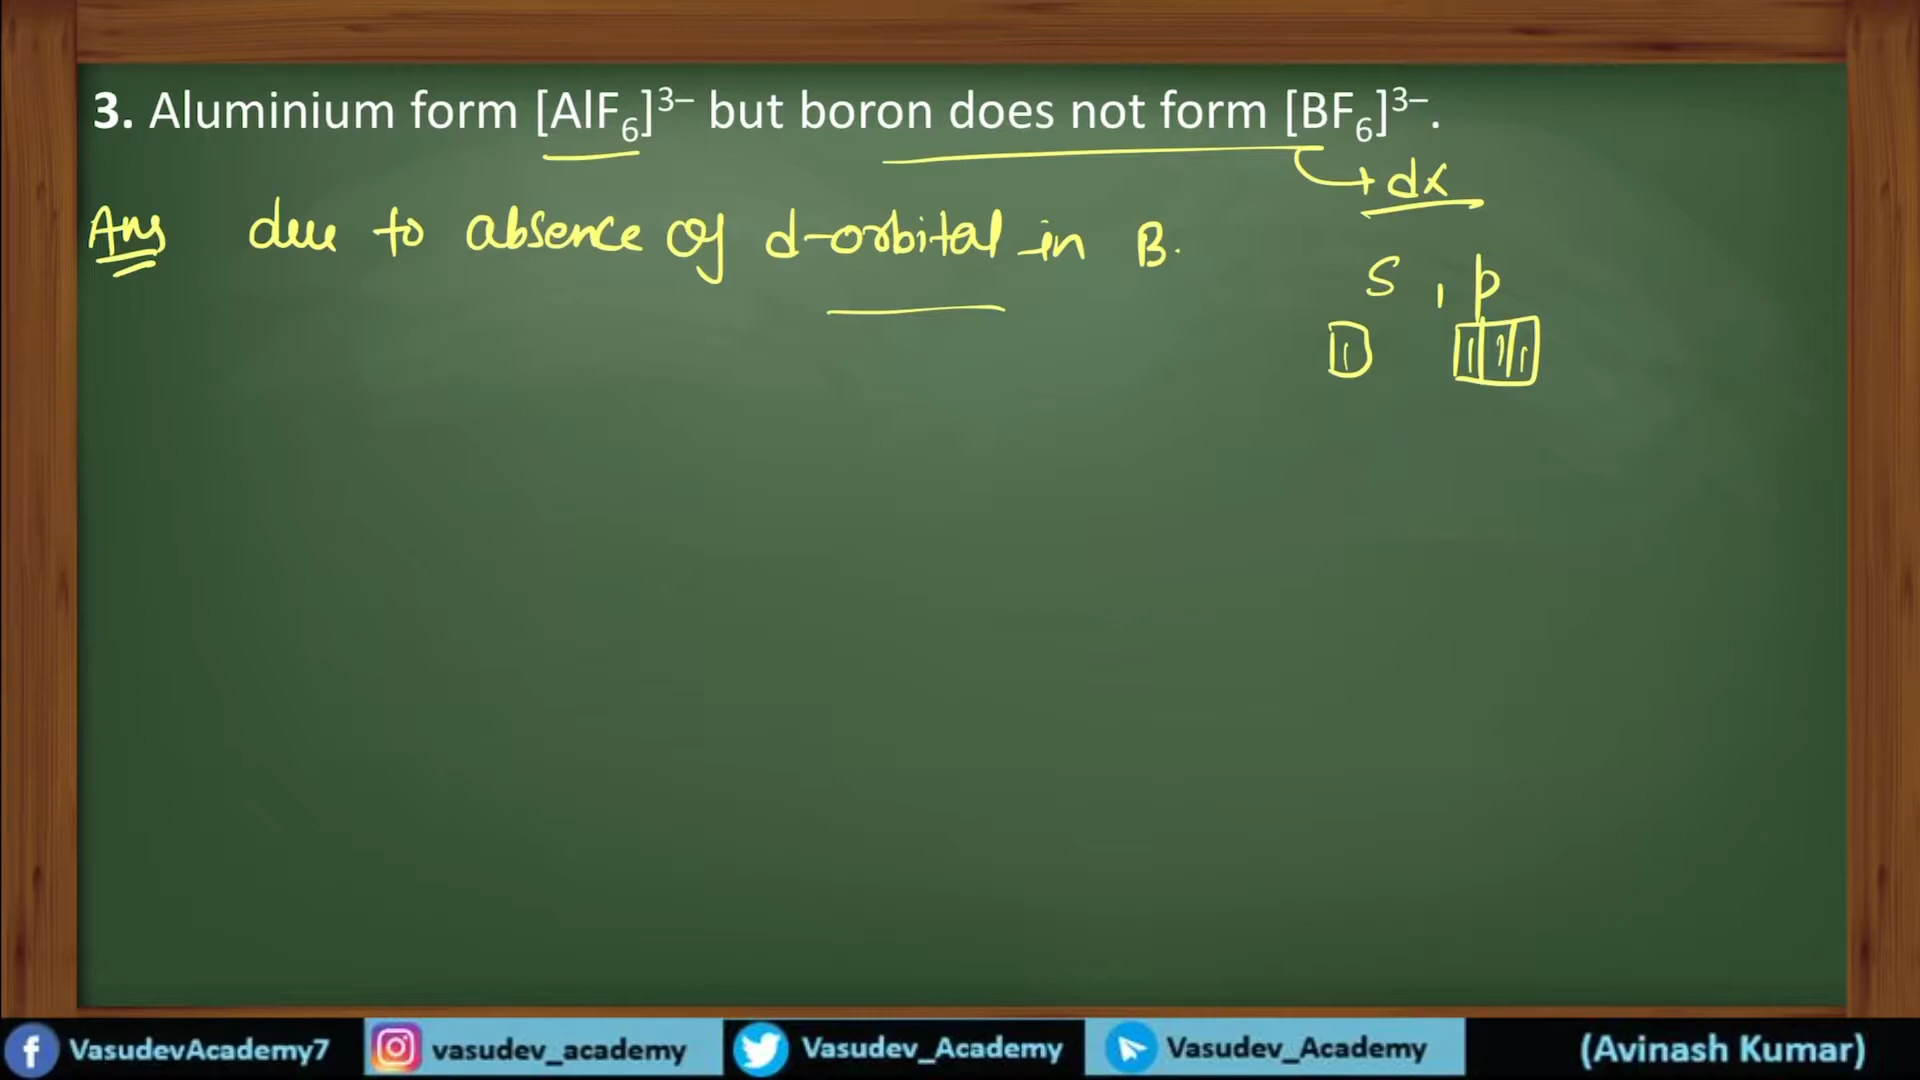 3. Aluminium form [AlF₆]³⁻ but boron does not form [BF₆]³⁻.
dx
Ans due to absence of d-orbital in B.
S , p
VasudevAcademy7 vasudev_academy Vasudev_Academy Vasudev_Academy (Avinash Kumar)